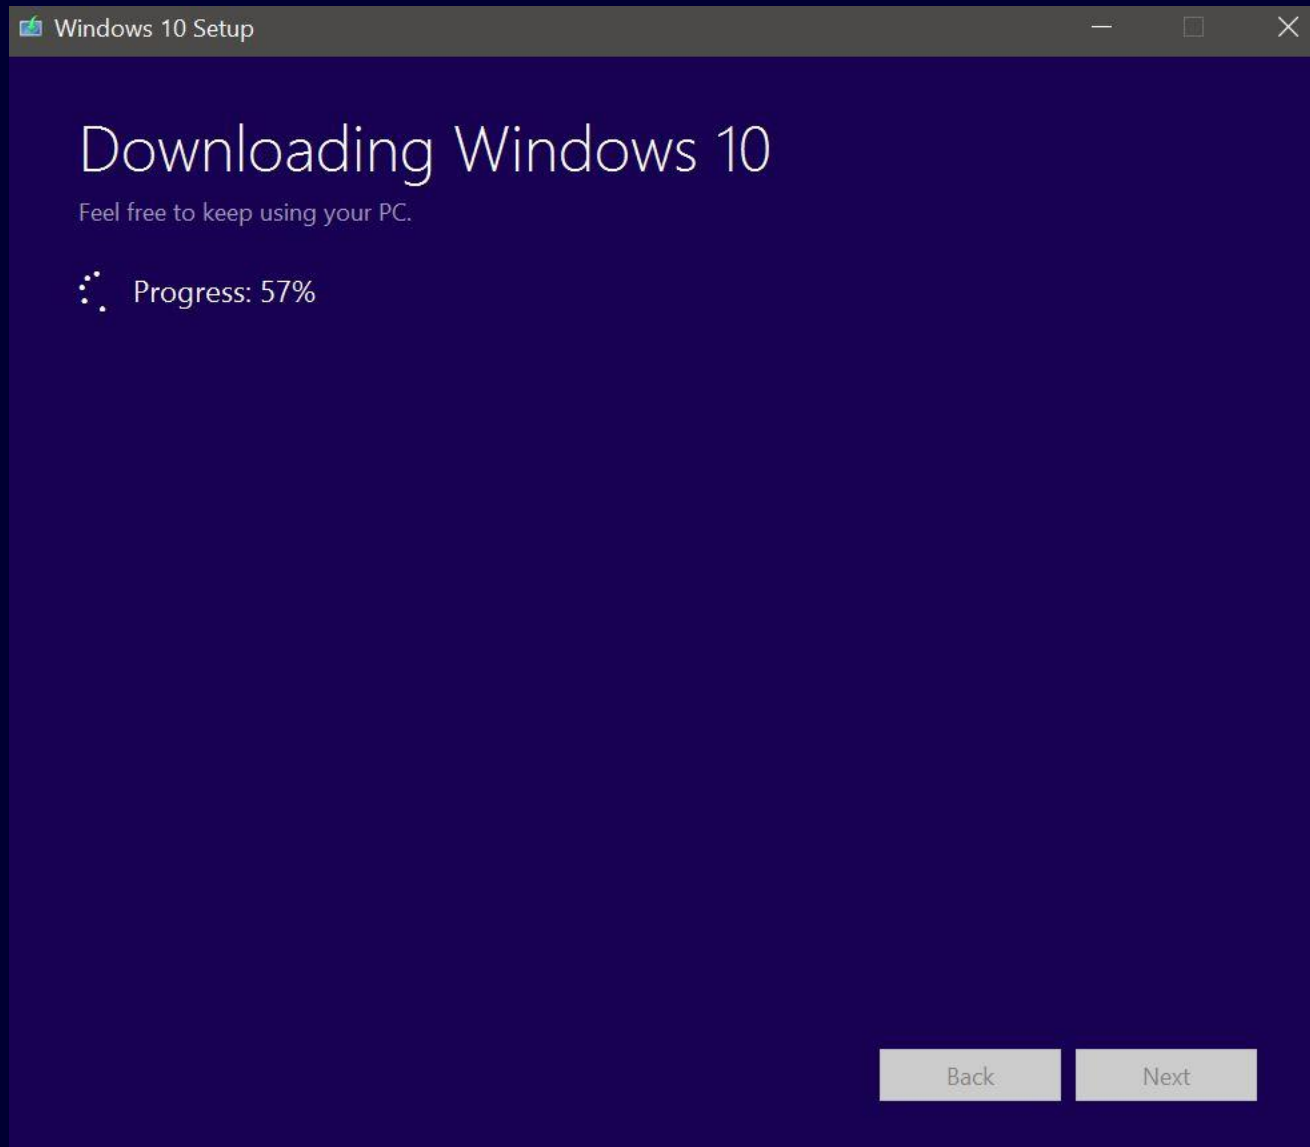 Windows 10 Setup
Downloading Windows 10
Feel free to keep using your PC.
Progress: 57%
Back Next